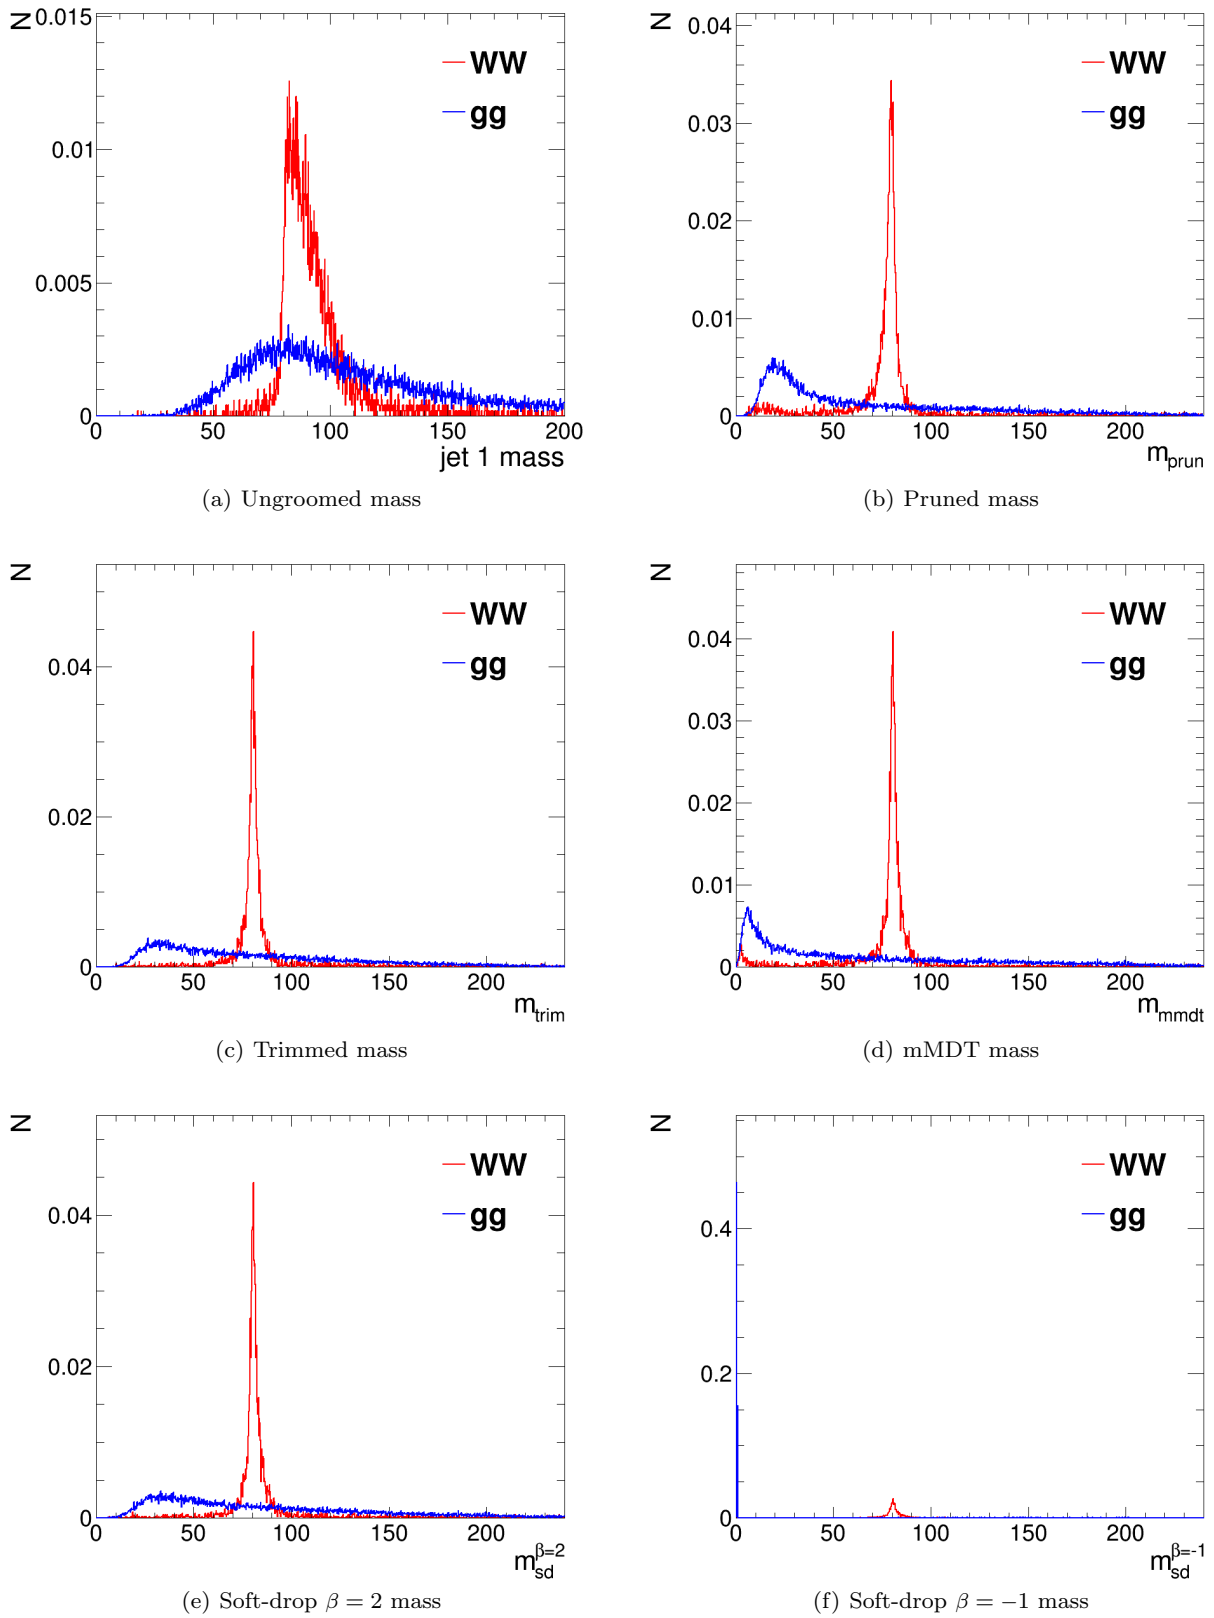 N
0.015
0.01
0.005
0
WW
gg
0 50 100 150 200
jet 1 mass
(a) Ungroomed mass
N
0.04
0.03
0.02
0.01
0
WW
gg
0 50 100 150 200
m_prun
(b) Pruned mass
N
0.04
0.02
0
WW
gg
0 50 100 150 200
m_trim
(c) Trimmed mass
N
0.04
0.03
0.02
0.01
0
WW
gg
0 50 100 150 200
m_mmdt
(d) mMDT mass
N
0.04
0.02
0
WW
gg
0 50 100 150 200
m_sd^β=2
(e) Soft-drop β = 2 mass
N
0.4
0.2
0
WW
gg
0 50 100 150 200
m_sd^β=-1
(f) Soft-drop β = −1 mass